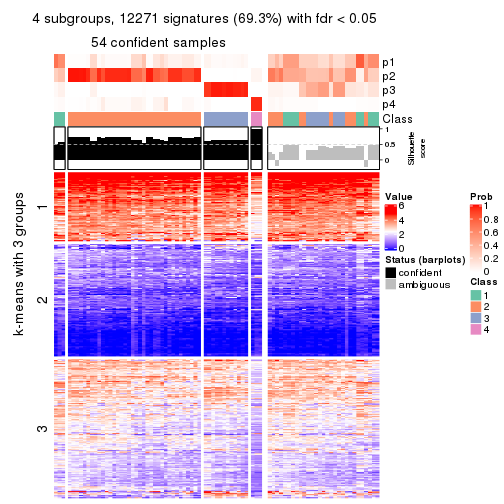 4 subgroups, 12271 signatures (69.3%) with fdr < 0.05
54 confident samples
p1
p2
p3
p4
Class
1
0.5
0
Silhouette
score
k-means with 3 groups
1
2
3
Value
6
4
2
0
Status (barplots)
confident
ambiguous
Prob
1
0.8
0.6
0.4
0.2
0
Class
1
2
3
4